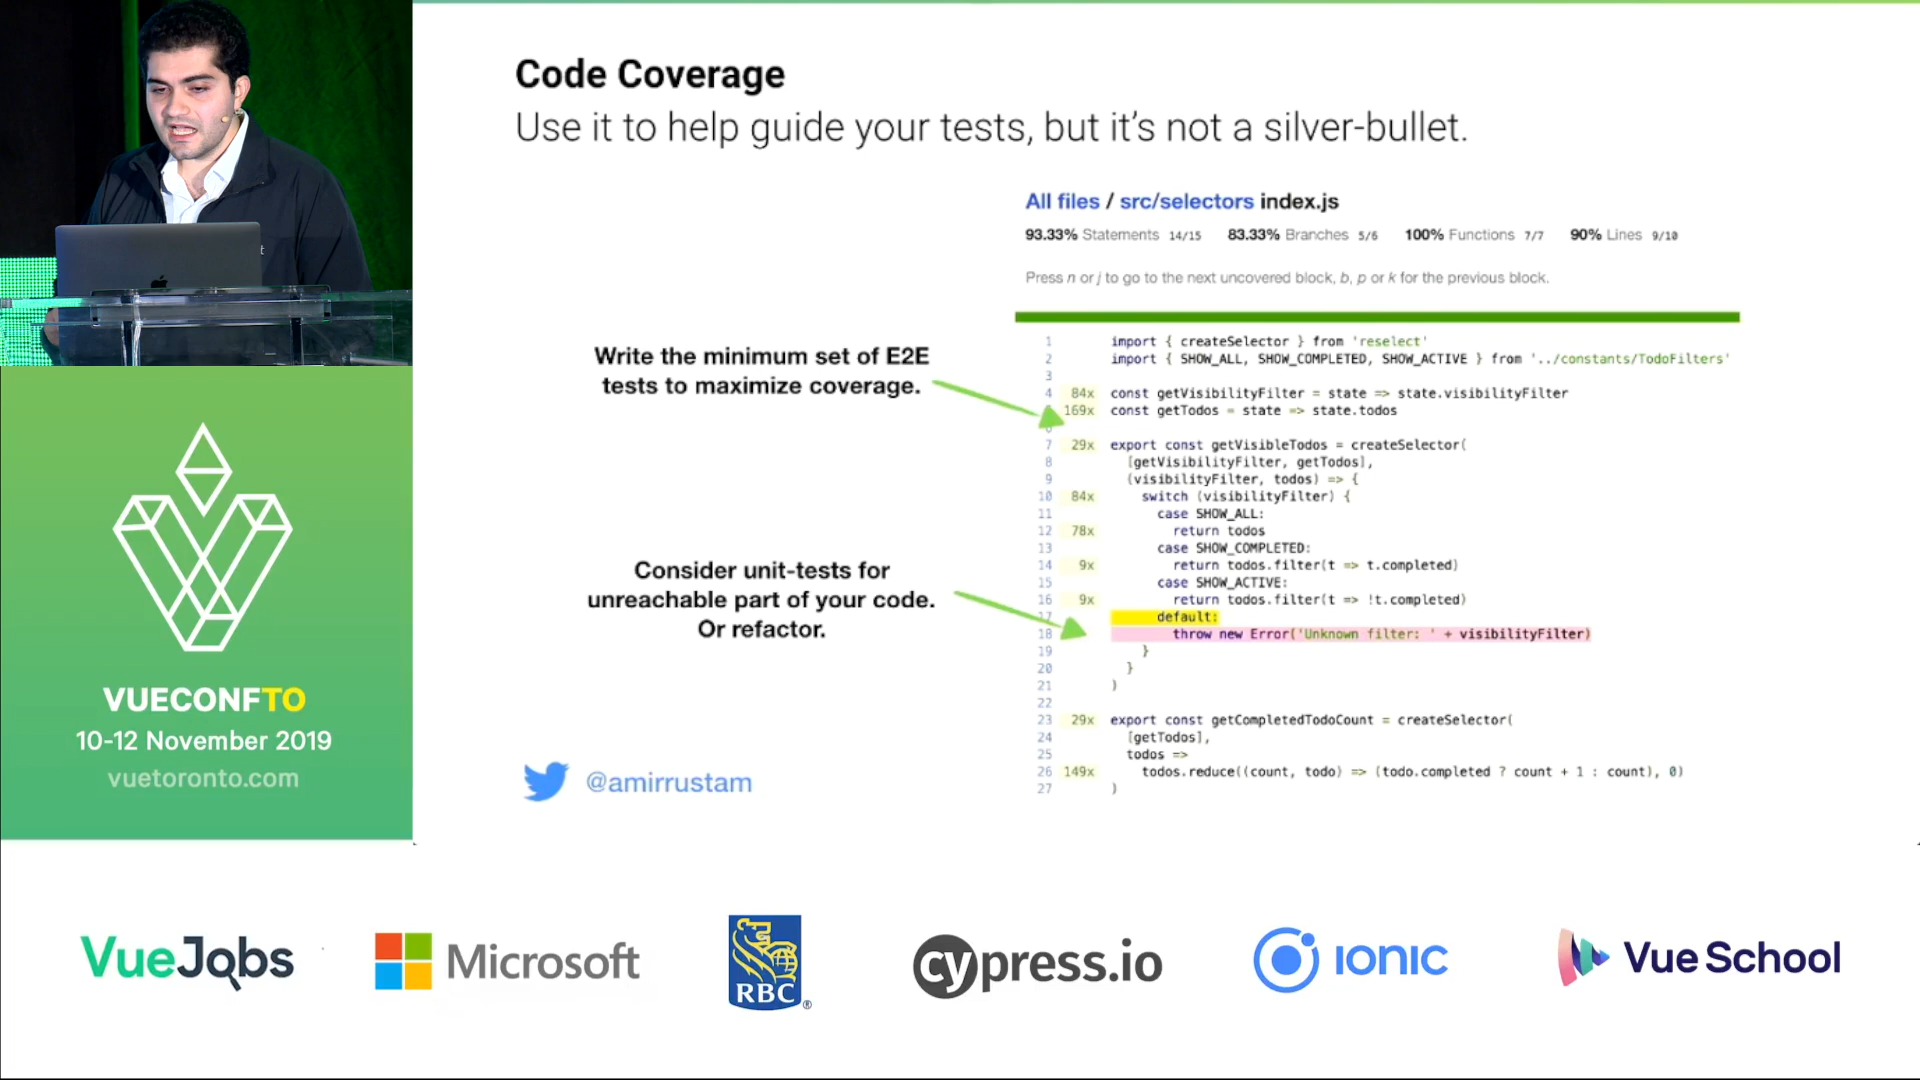 Code Coverage
Use it to help guide your tests, but it's not a silver-bullet.
All files / src/selectors index.js
93.33% Statements 14/15 83.33% Branches 5/6 100% Functions 7/7 90% Lines 9/10
Press n or j to go to the next uncovered block, b, p or k for the previous block.
Write the minimum set of E2E
tests to maximize coverage.
Consider unit-tests for
unreachable part of your code.
Or refactor.
1 import { createSelector } from 'reselect'
2 import { SHOW_ALL, SHOW_COMPLETED, SHOW_ACTIVE } from '../constants/TodoFilters'
3
4 84x const getVisibilityFilter = state => state.visibilityFilter
169x const getTodos = state => state.todos
6
7 29x export const getVisibleTodos = createSelector(
8 [getVisibilityFilter, getTodos],
9 (visibilityFilter, todos) => {
10 84x switch (visibilityFilter) {
11 case SHOW_ALL:
12 78x return todos
13 case SHOW_COMPLETED:
14 9x return todos.filter(t => t.completed)
15 case SHOW_ACTIVE:
16 9x return todos.filter(t => !t.completed)
17 default:
18 throw new Error('Unknown filter: ' + visibilityFilter)
19 }
20 }
21 )
22
23 29x export const getCompletedTodoCount = createSelector(
24 [getTodos],
25 todos =>
26 149x todos.reduce((count, todo) => (todo.completed ? count + 1 : count), 0)
27 )
@amirrustam
VUECONFTO
10-12 November 2019
vuetoronto.com
VueJobs
Microsoft
RBC ®
cypress.io
IONIC
Vue School